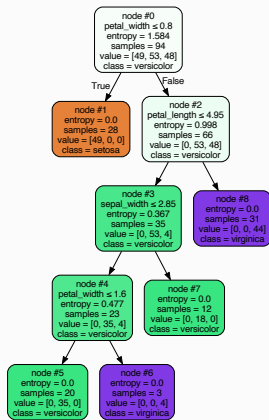 node #0
petal_width ≤ 0.8
entropy = 1.584
samples = 94
value = [49, 53, 48]
class = versicolor
True
False
node #1
entropy = 0.0
samples = 28
value = [49, 0, 0]
class = setosa
node #2
petal_length ≤ 4.95
entropy = 0.998
samples = 66
value = [0, 53, 48]
class = versicolor
node #3
sepal_width ≤ 2.85
entropy = 0.367
samples = 35
value = [0, 53, 4]
class = versicolor
node #8
entropy = 0.0
samples = 31
value = [0, 0, 44]
class = virginica
node #4
petal_width ≤ 1.6
entropy = 0.477
samples = 23
value = [0, 35, 4]
class = versicolor
node #7
entropy = 0.0
samples = 12
value = [0, 18, 0]
class = versicolor
node #5
entropy = 0.0
samples = 20
value = [0, 35, 0]
class = versicolor
node #6
entropy = 0.0
samples = 3
value = [0, 0, 4]
class = virginica